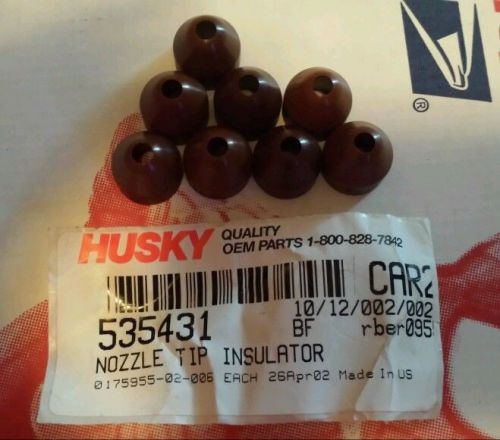 ®
HUSKY QUALITY
OEM PARTS 1-800-828-7842
CAR2
535431 10/12/002/002
BF rber095
NOZZLE TIP INSULATOR
0175955-02-006 EACH 26Apr02 Made In US